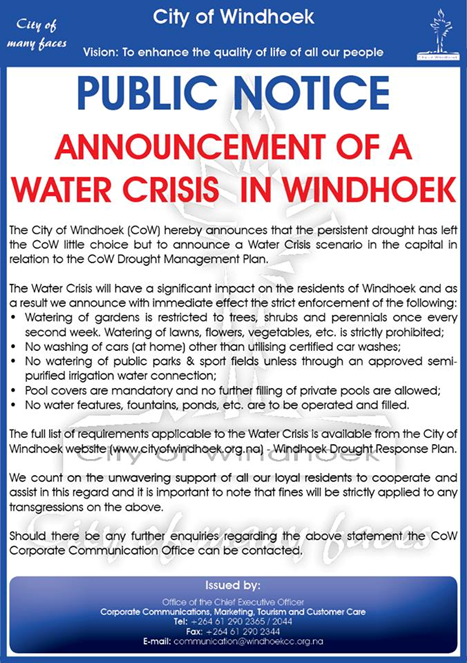 City of
many faces
City of Windhoek
Vision: To enhance the quality of life of all our people
City of Windhoek
PUBLIC NOTICE
ANNOUNCEMENT OF A
WATER CRISIS IN WINDHOEK
The City of Windhoek (CoW) hereby announces that the persistent drought has left
the CoW little choice but to announce a Water Crisis scenario in the capital in
relation to the CoW Drought Management Plan.
The Water Crisis will have a significant impact on the residents of Windhoek and as
a result we announce with immediate effect the strict enforcement of the following:
• Watering of gardens is restricted to trees, shrubs and perennials once every
second week. Watering of lawns, flowers, vegetables, etc. is strictly prohibited;
• No washing of cars (at home) other than utilising certified car washes;
• No watering of public parks & sport fields unless through an approved semi-
purified irrigation water connection;
• Pool covers are mandatory and no further filling of private pools are allowed;
• No water features, fountains, ponds, etc. are to be operated and filled.
The full list of requirements applicable to the Water Crisis is available from the City of
Windhoek website (www.cityofwindhoek.org.na) - Windhoek Drought Response Plan.
City of Windhoek
We count on the unwavering support of all our loyal residents to cooperate and
assist in this regard and it is important to note that fines will be strictly applied to any
transgressions on the above.
City of many faces
Should there be any further enquiries regarding the above statement the CoW
Corporate Communication Office can be contacted.
Issued by:
Office of the Chief Executive Officer
Corporate Communications, Marketing, Tourism and Customer Care
Tel: +264 61 290 2365 / 2044
Fax: +264 61 290 2344
E-mail: communication@windhoekcc.org.na